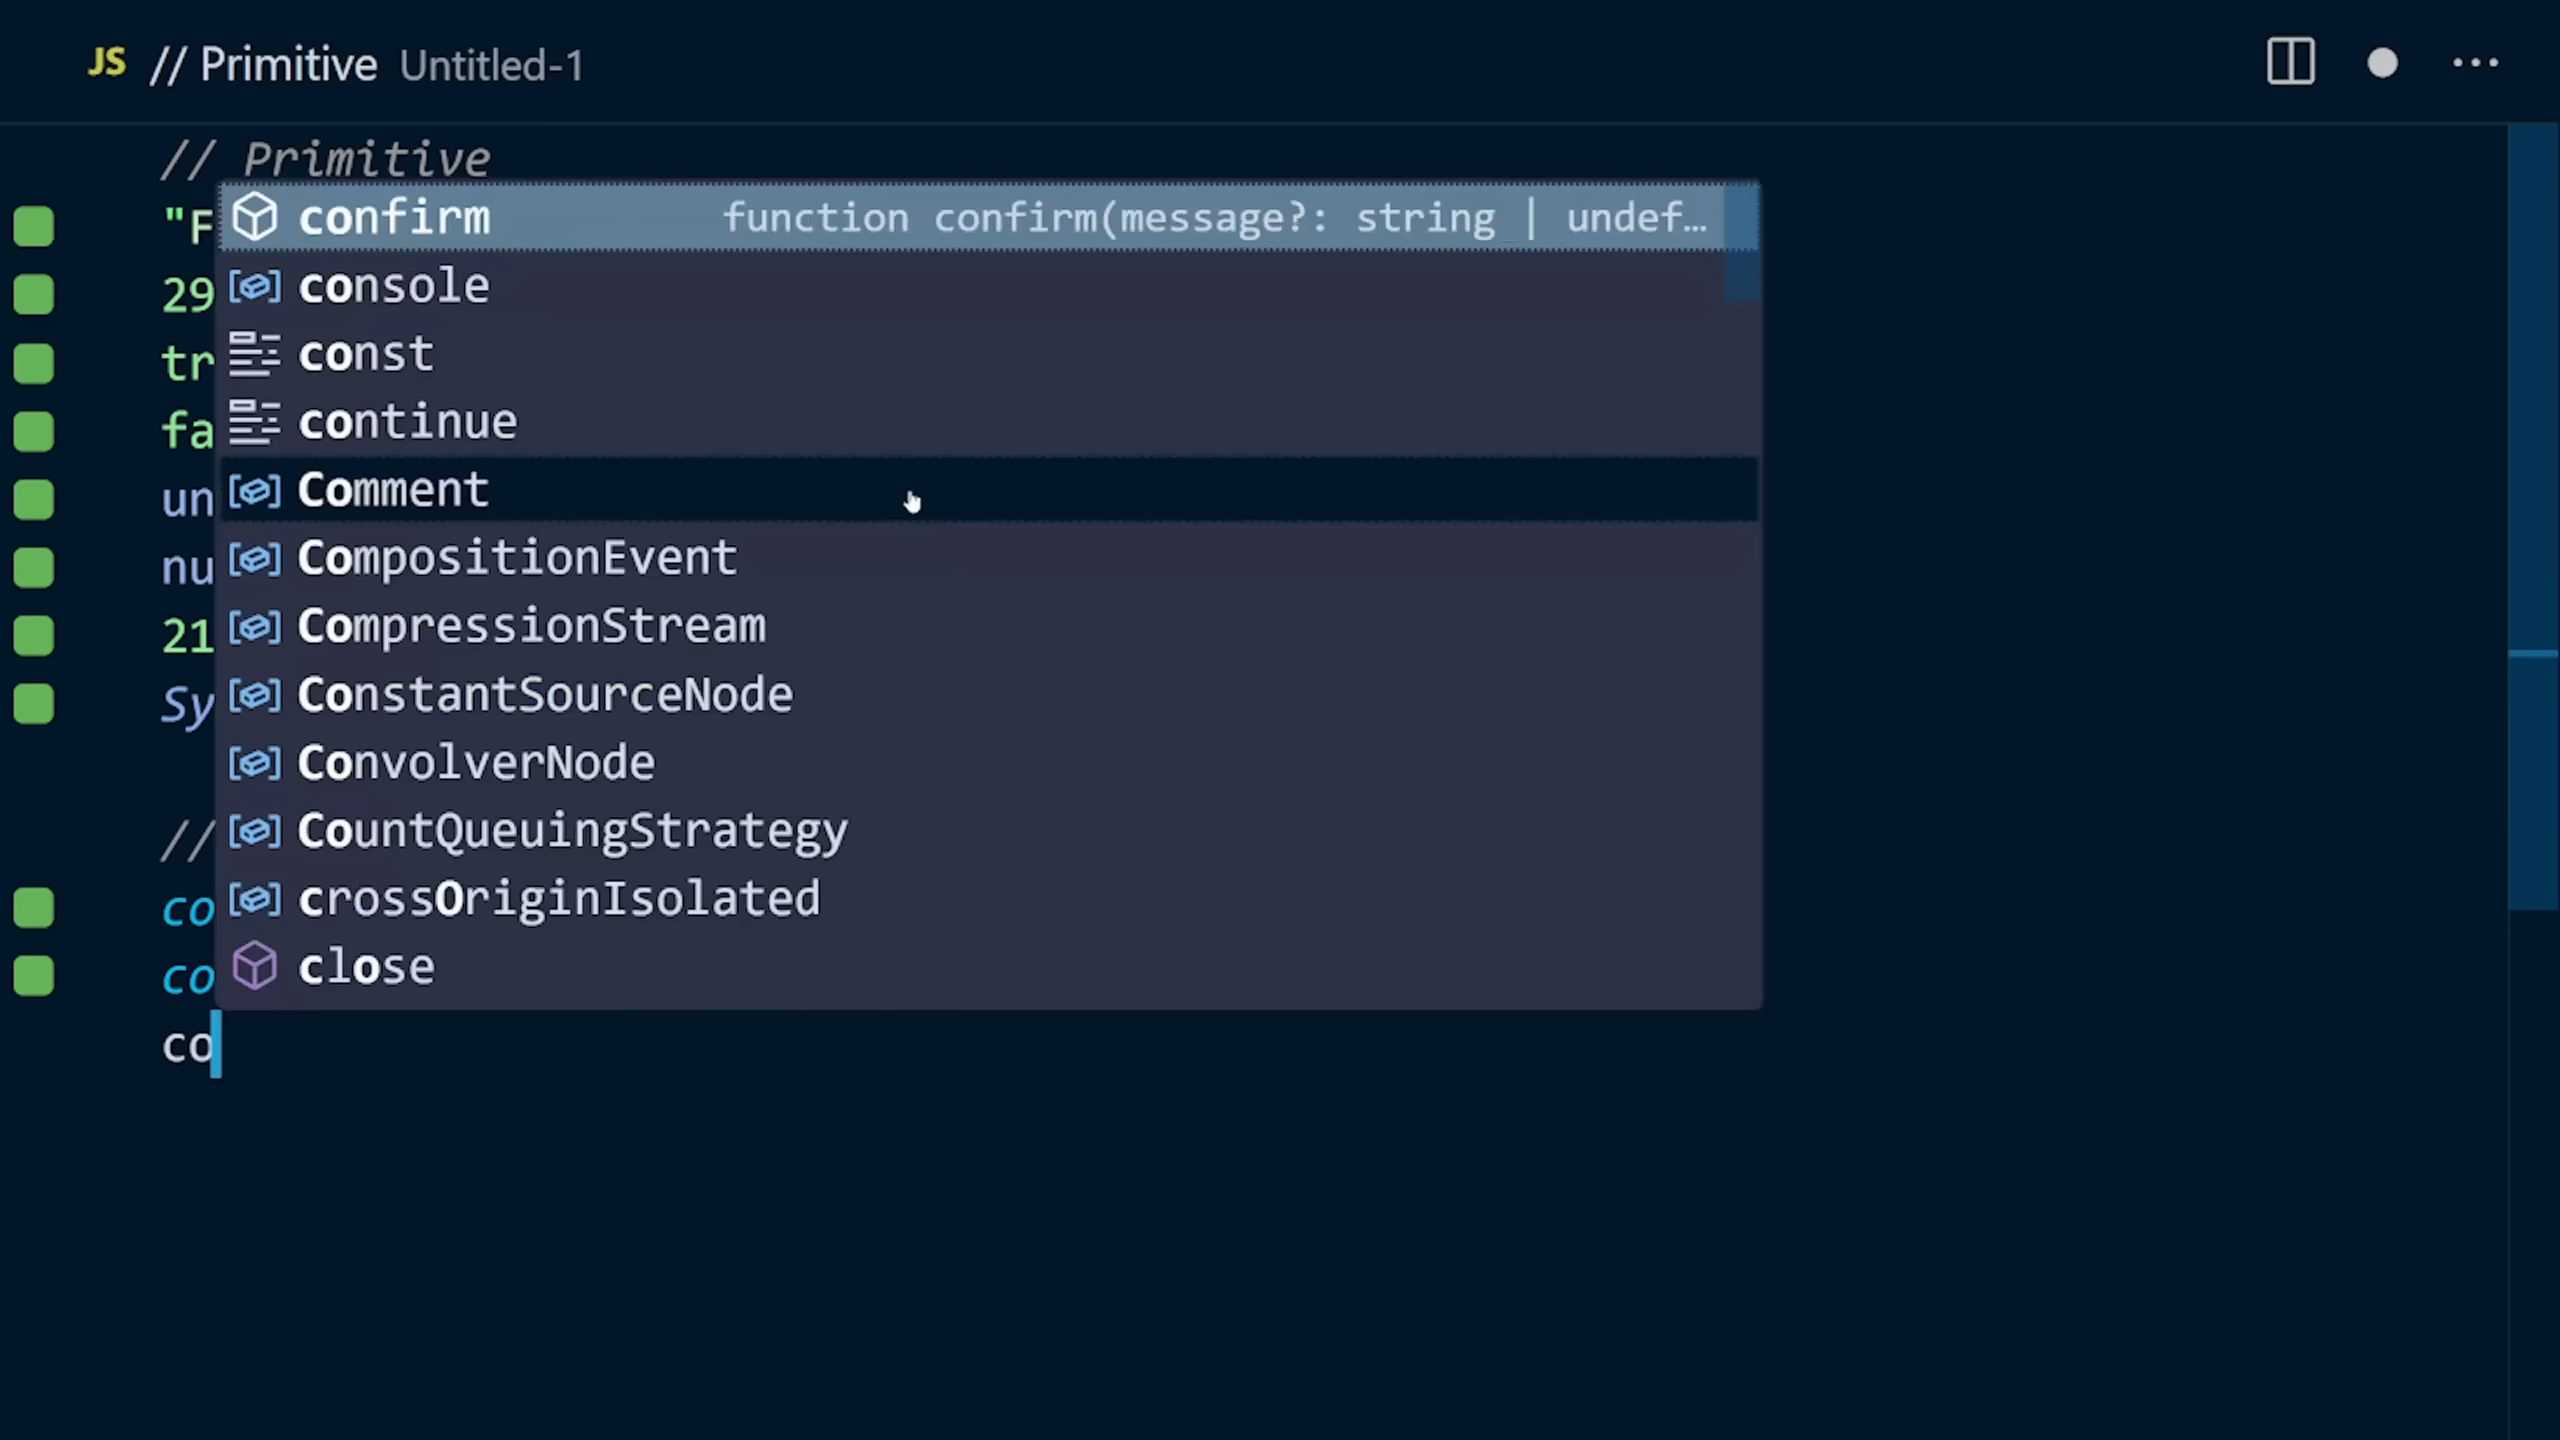 JS // Primitive Untitled-1
// Primitive
"F
confirm function confirm(message?: string | undef…
29 console
tr const
fa continue
un Comment
nu CompositionEvent
21 CompressionStream
Sy ConstantSourceNode
ConvolverNode
// CountQueuingStrategy
co crossOriginIsolated
co close
co